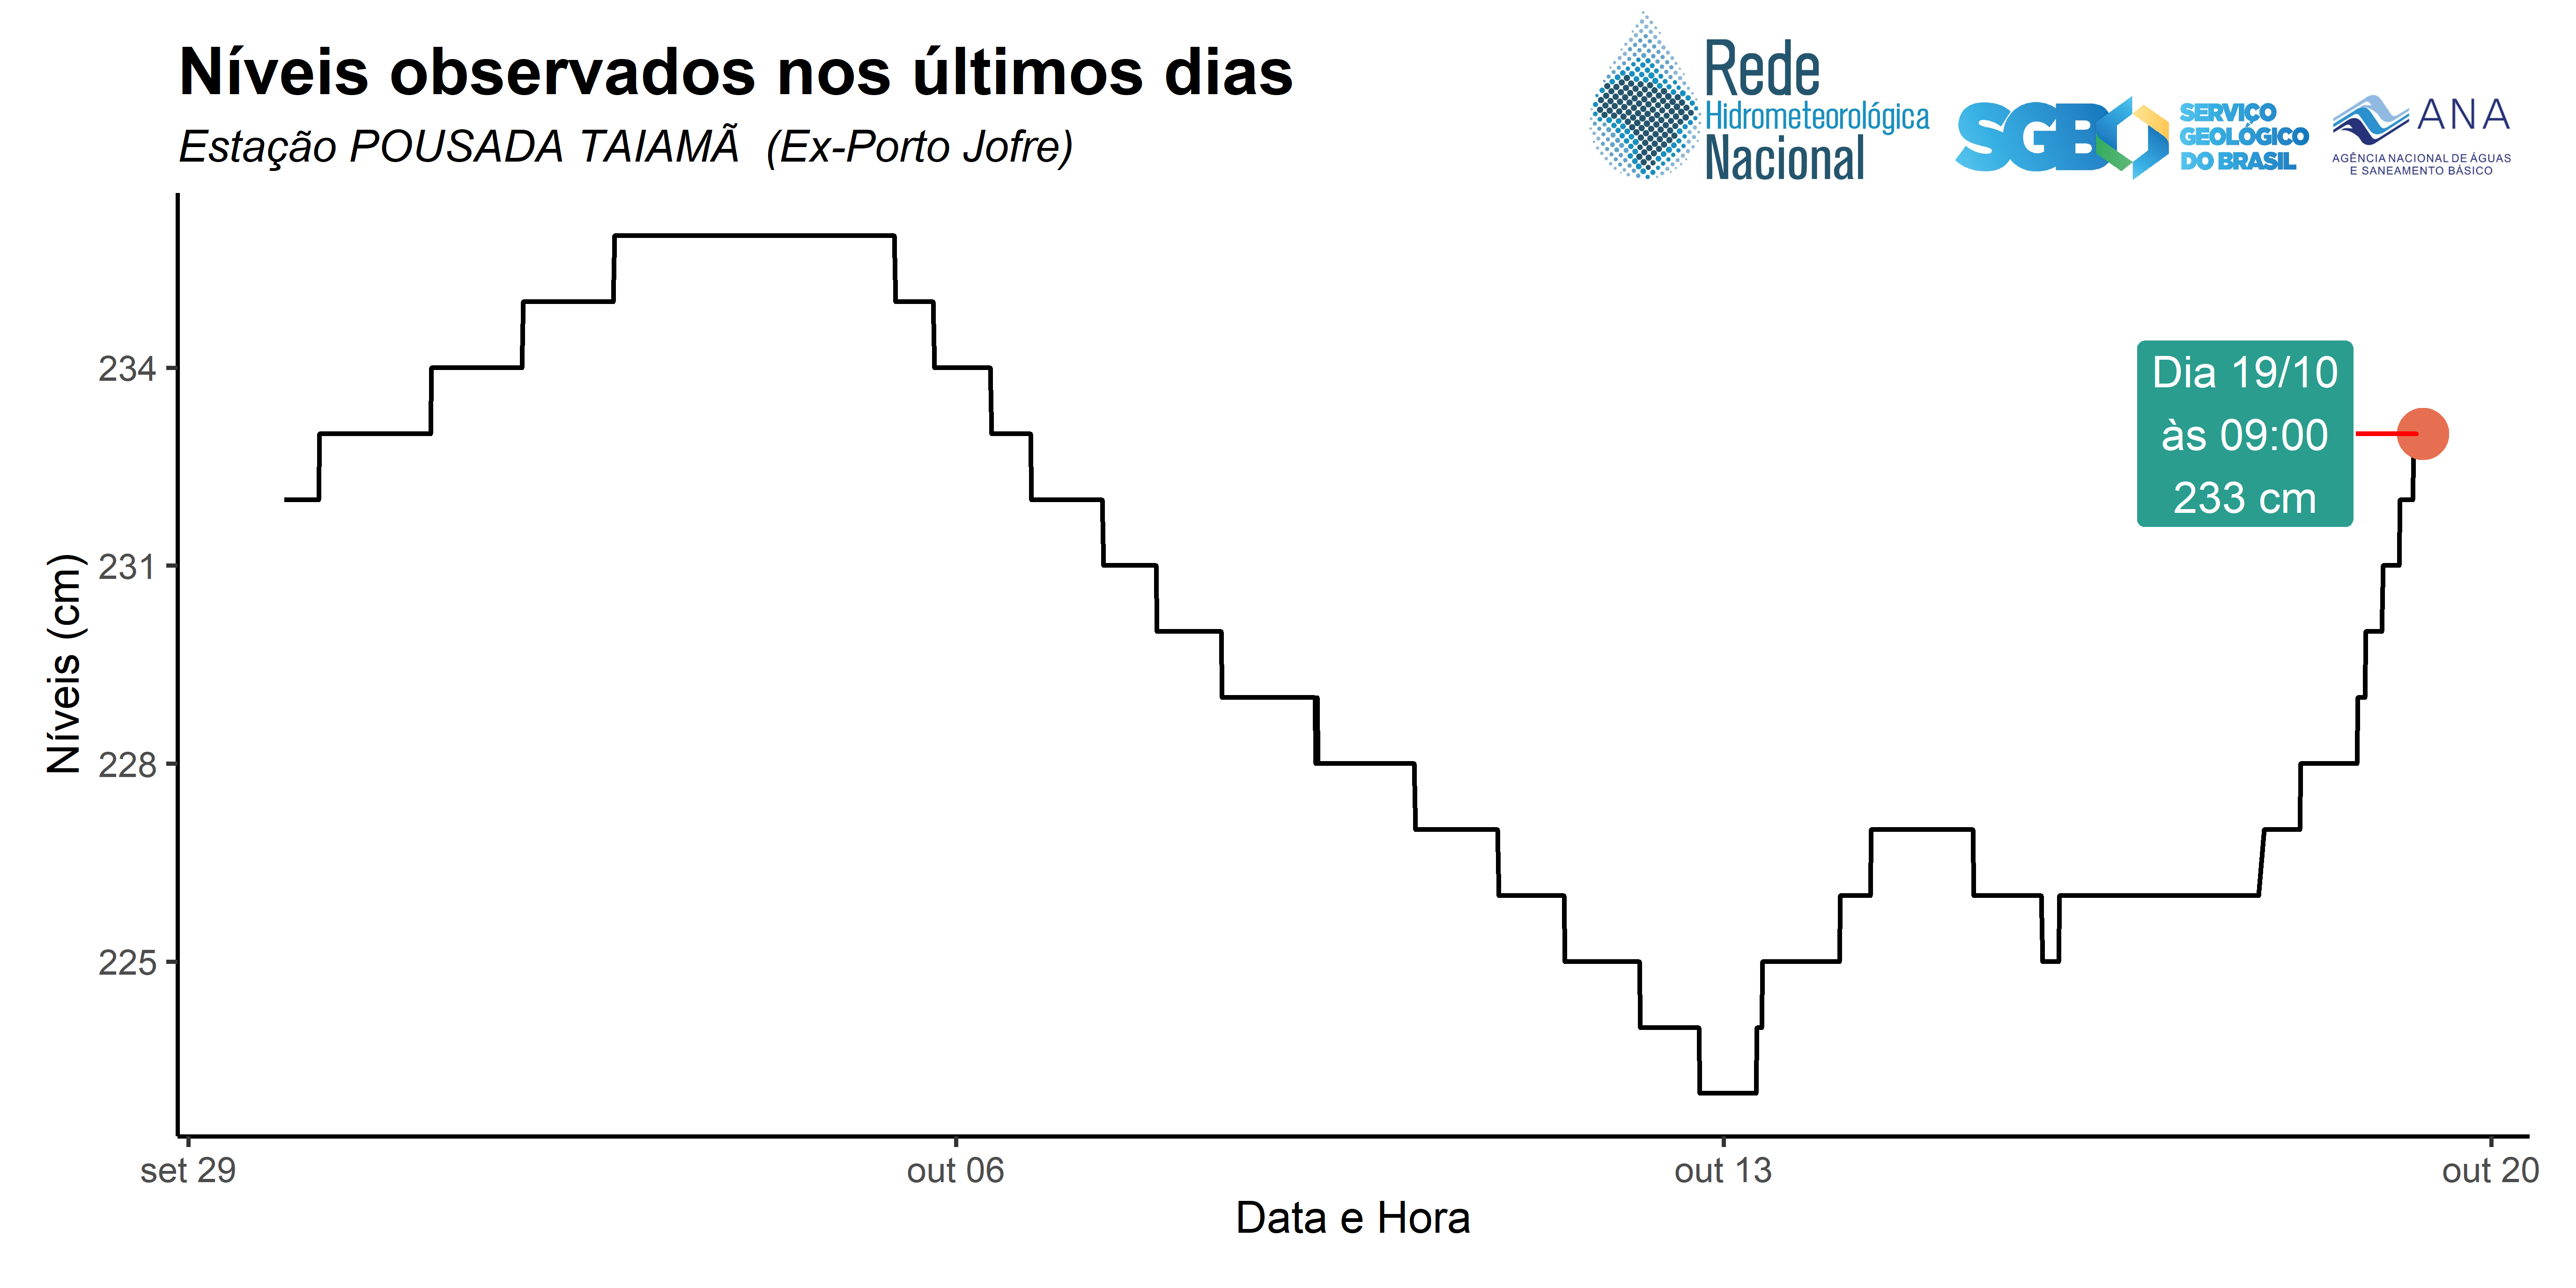 Níveis observados nos últimos dias
Estação POUSADA TAIAMÃ  (Ex-Porto Jofre)
Rede
Hidrometeorológica
Nacional
SGB
SERVIÇO
GEOLÓGICO
DO BRASIL
ANA
AGÊNCIA NACIONAL DE ÁGUAS
E SANEAMENTO BÁSICO
Níveis (cm)
234
231
228
225
Dia 19/10
às 09:00
233 cm
set 29
out 06
out 13
out 20
Data e Hora